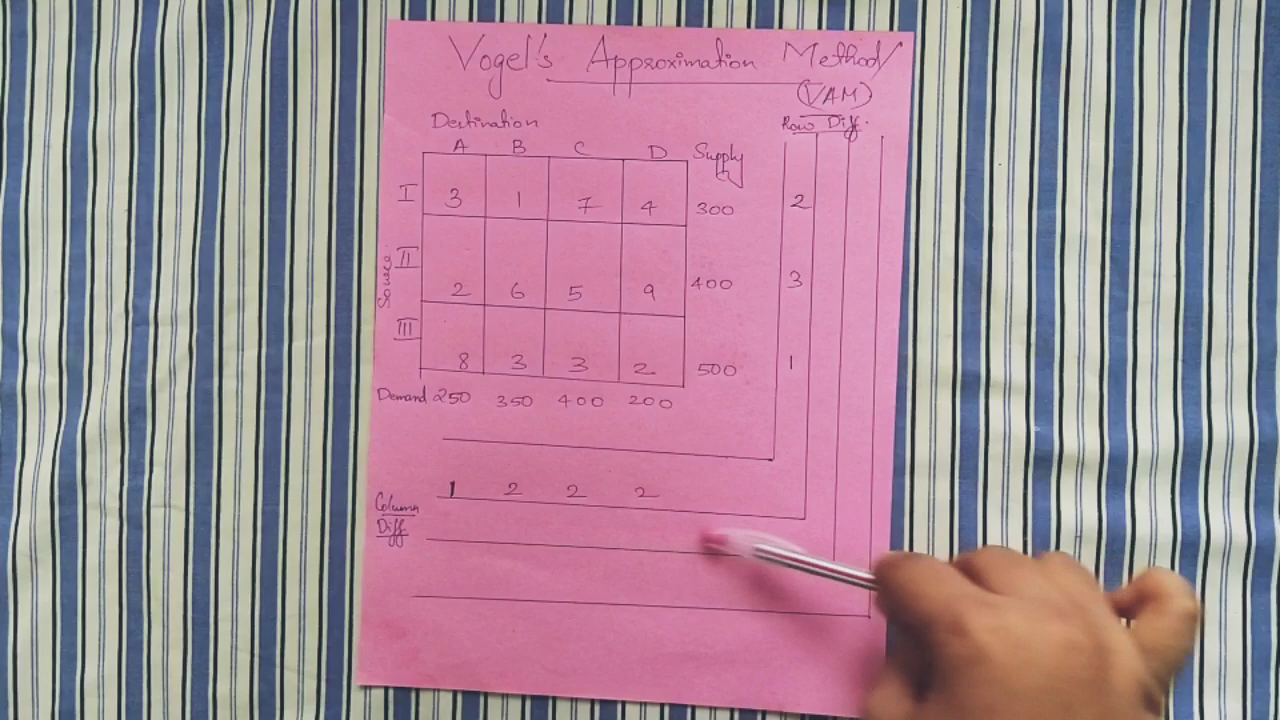 Vogel's Approximation Method/
(VAM)
Destination
Row Diff.
A B C D Supply
I 3 1 7 4 300 2
Source
II 2 6 5 9 400 3
III 8 3 3 2 500 1
Demand 250 350 400 200
1 2 2 2
Column
Diff